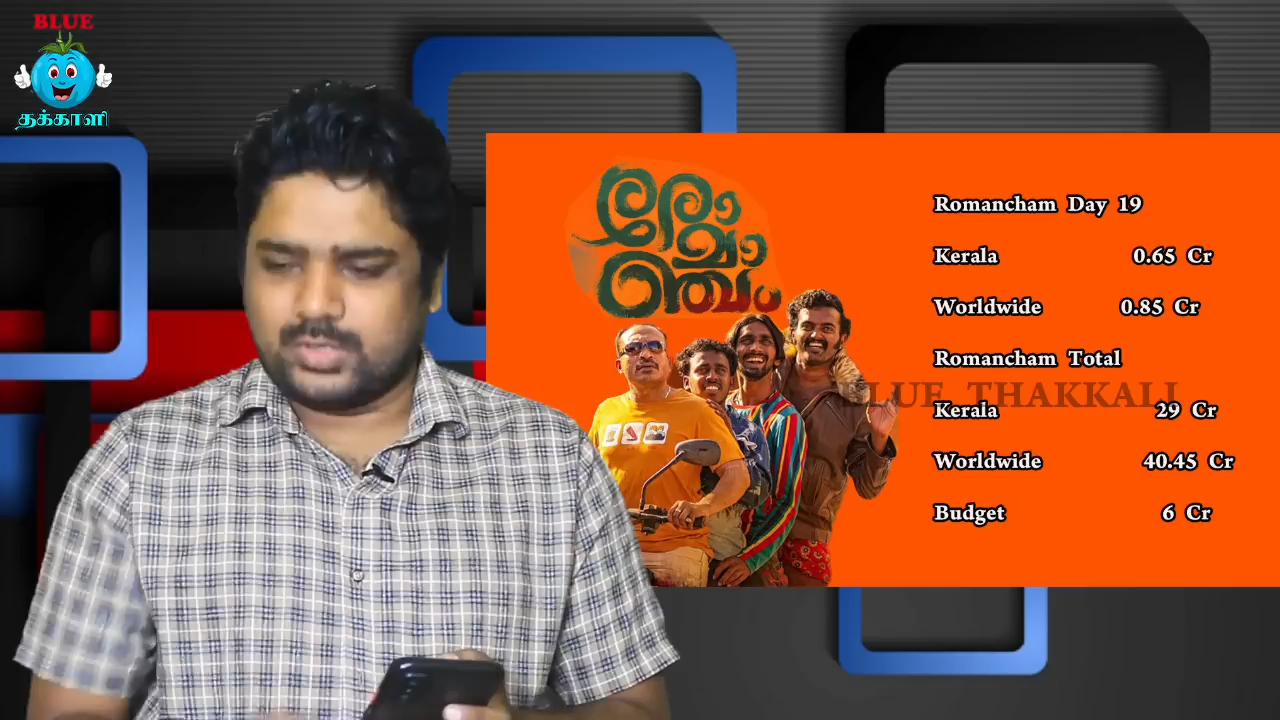 BLUE
தக்காளி
രോമാഞ്ചം
Romancham Day 19
Kerala 0.65 Cr
Worldwide 0.85 Cr
Romancham Total
BLUE THAKKALI
Kerala 29 Cr
Worldwide 40.45 Cr
Budget 6 Cr